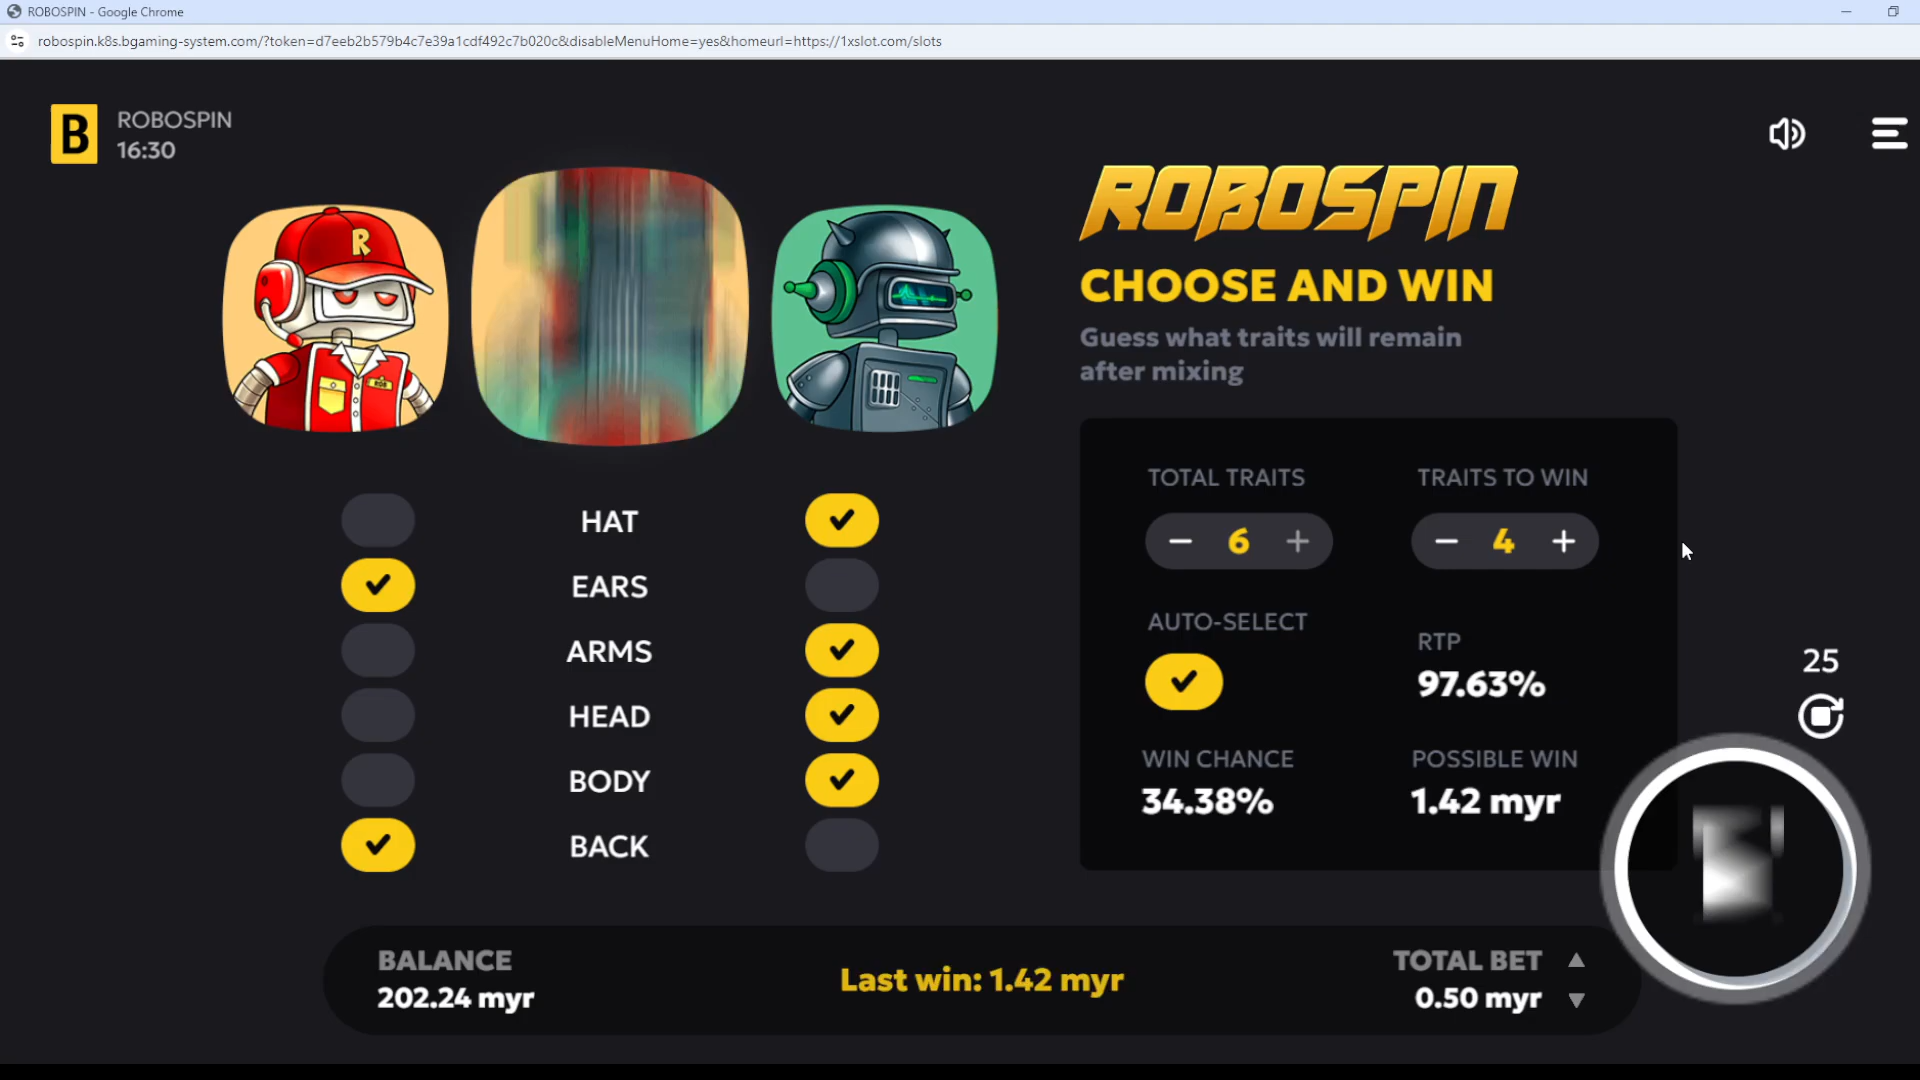 ROBOSPIN - Google Chrome
robospin.k8s.bgaming-system.com/?token=d7eeb2b579b4c7e39a1cdf492c7b020c&disableMenuHome=yes&homeurl=https://1xslot.com/slots
B
ROBOSPIN
16:30
R
ROB
ROBOSPIN
CHOOSE AND WIN
Guess what traits will remain
after mixing
TOTAL TRAITS
TRAITS TO WIN
− 6 +
− 4 +
AUTO-SELECT
RTP
97.63%
WIN CHANCE
34.38%
POSSIBLE WIN
1.42 myr
25
HAT
EARS
ARMS
HEAD
BODY
BACK
BALANCE
202.24 myr
Last win: 1.42 myr
TOTAL BET
0.50 myr